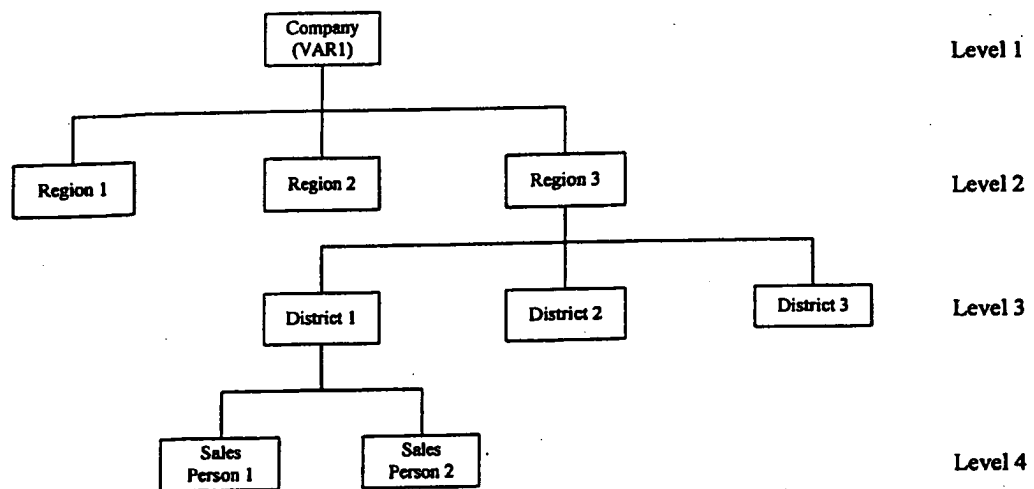 Company
(VAR1)
Level 1
Region 1
Region 2
Region 3
Level 2
District 1
District 2
District 3
Level 3
Sales
Person 1
Sales
Person 2
Level 4